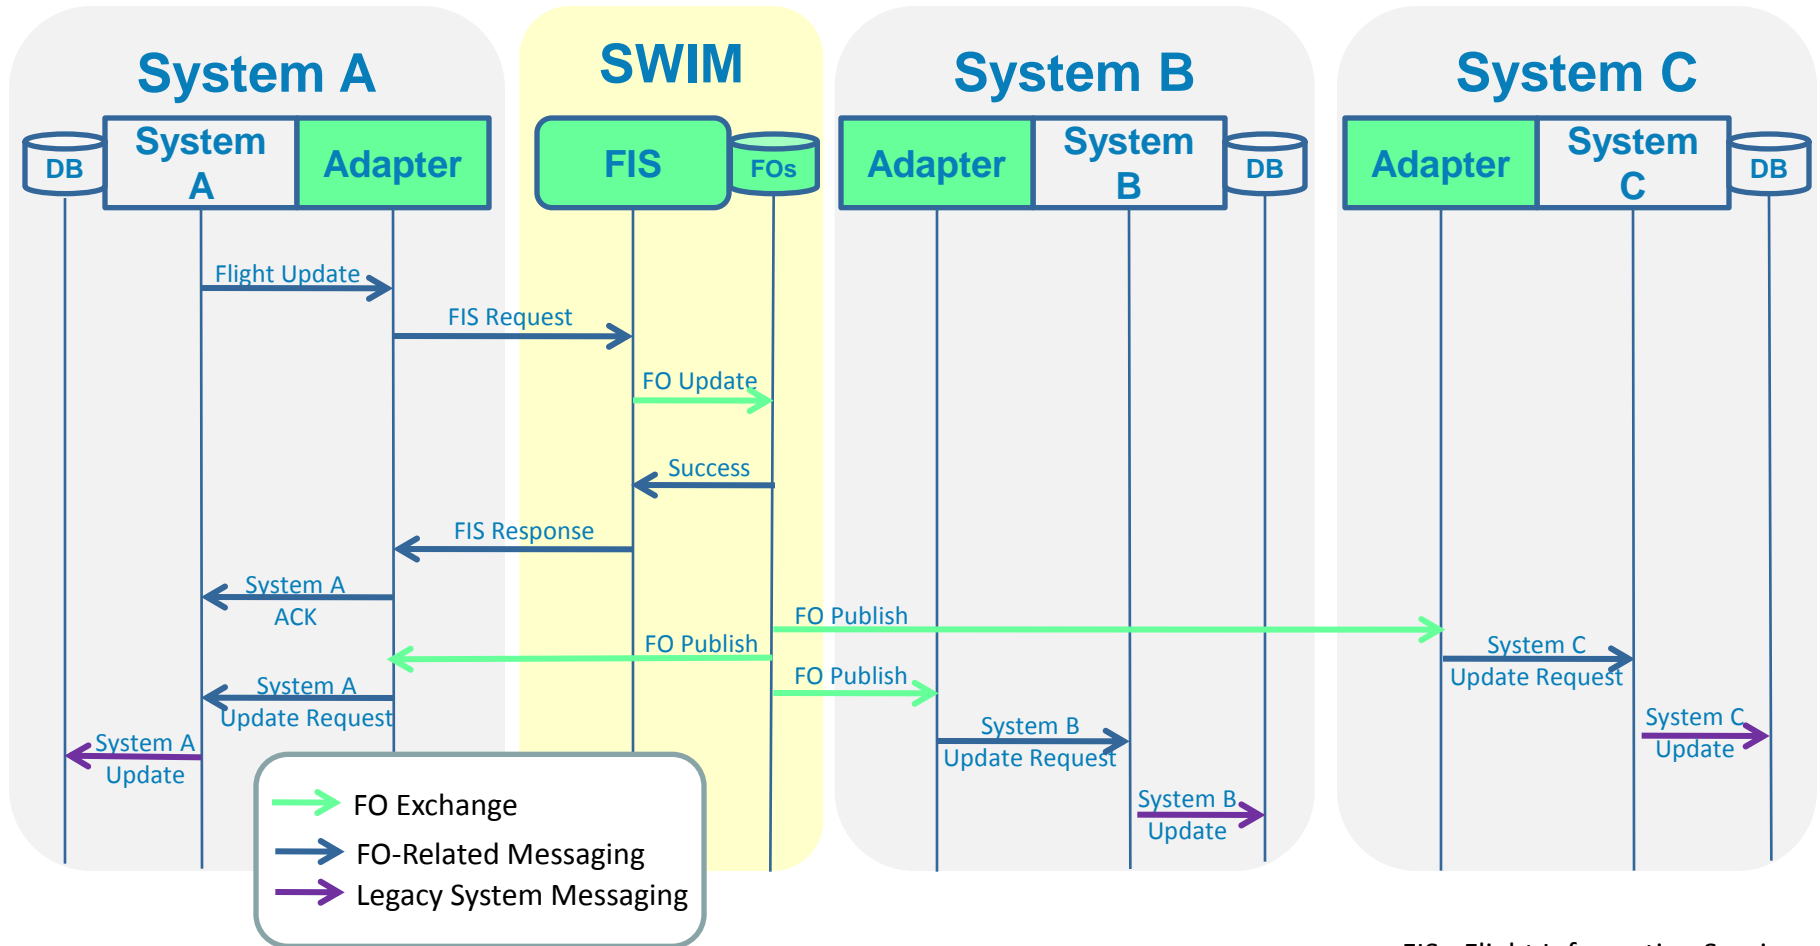 System A
SWIM
System B
System C
DB
System
A
Adapter
FIS
FOs
Adapter
System
B
DB
Adapter
System
C
DB
Flight Update
FIS Request
FO Update
Success
FIS Response
System A
ACK
FO Publish
FO Publish
FO Publish
System A
Update Request
System A
Update
System B
Update Request
System B
Update
System C
Update Request
System C
Update
FO Exchange
FO-Related Messaging
Legacy System Messaging